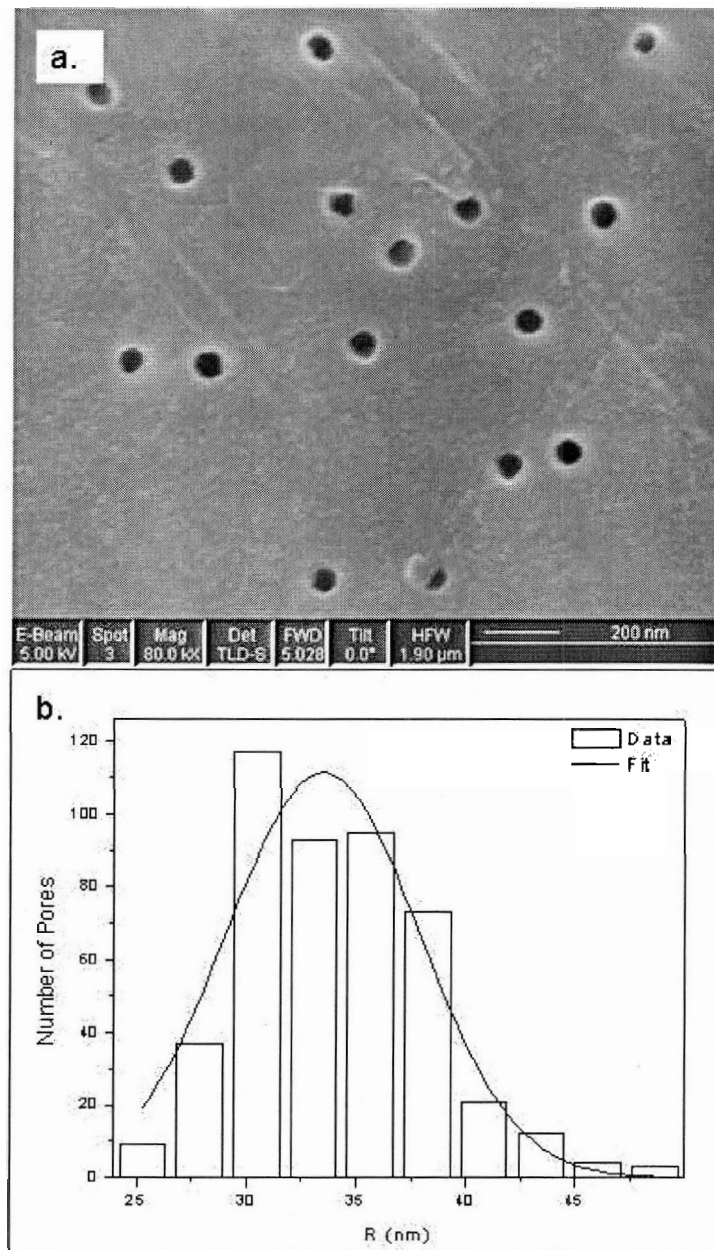 a.
E-Beam Spot Mag Det FWD Tilt HFW 200 nm
5.00 kV 3 80.0 kX TLD-S 5.028 0.0° 1.90 µm
b.
Data
Fit
120
100
80
60
40
20
0
Number of Pores
25 30 35 40 45
R (nm)